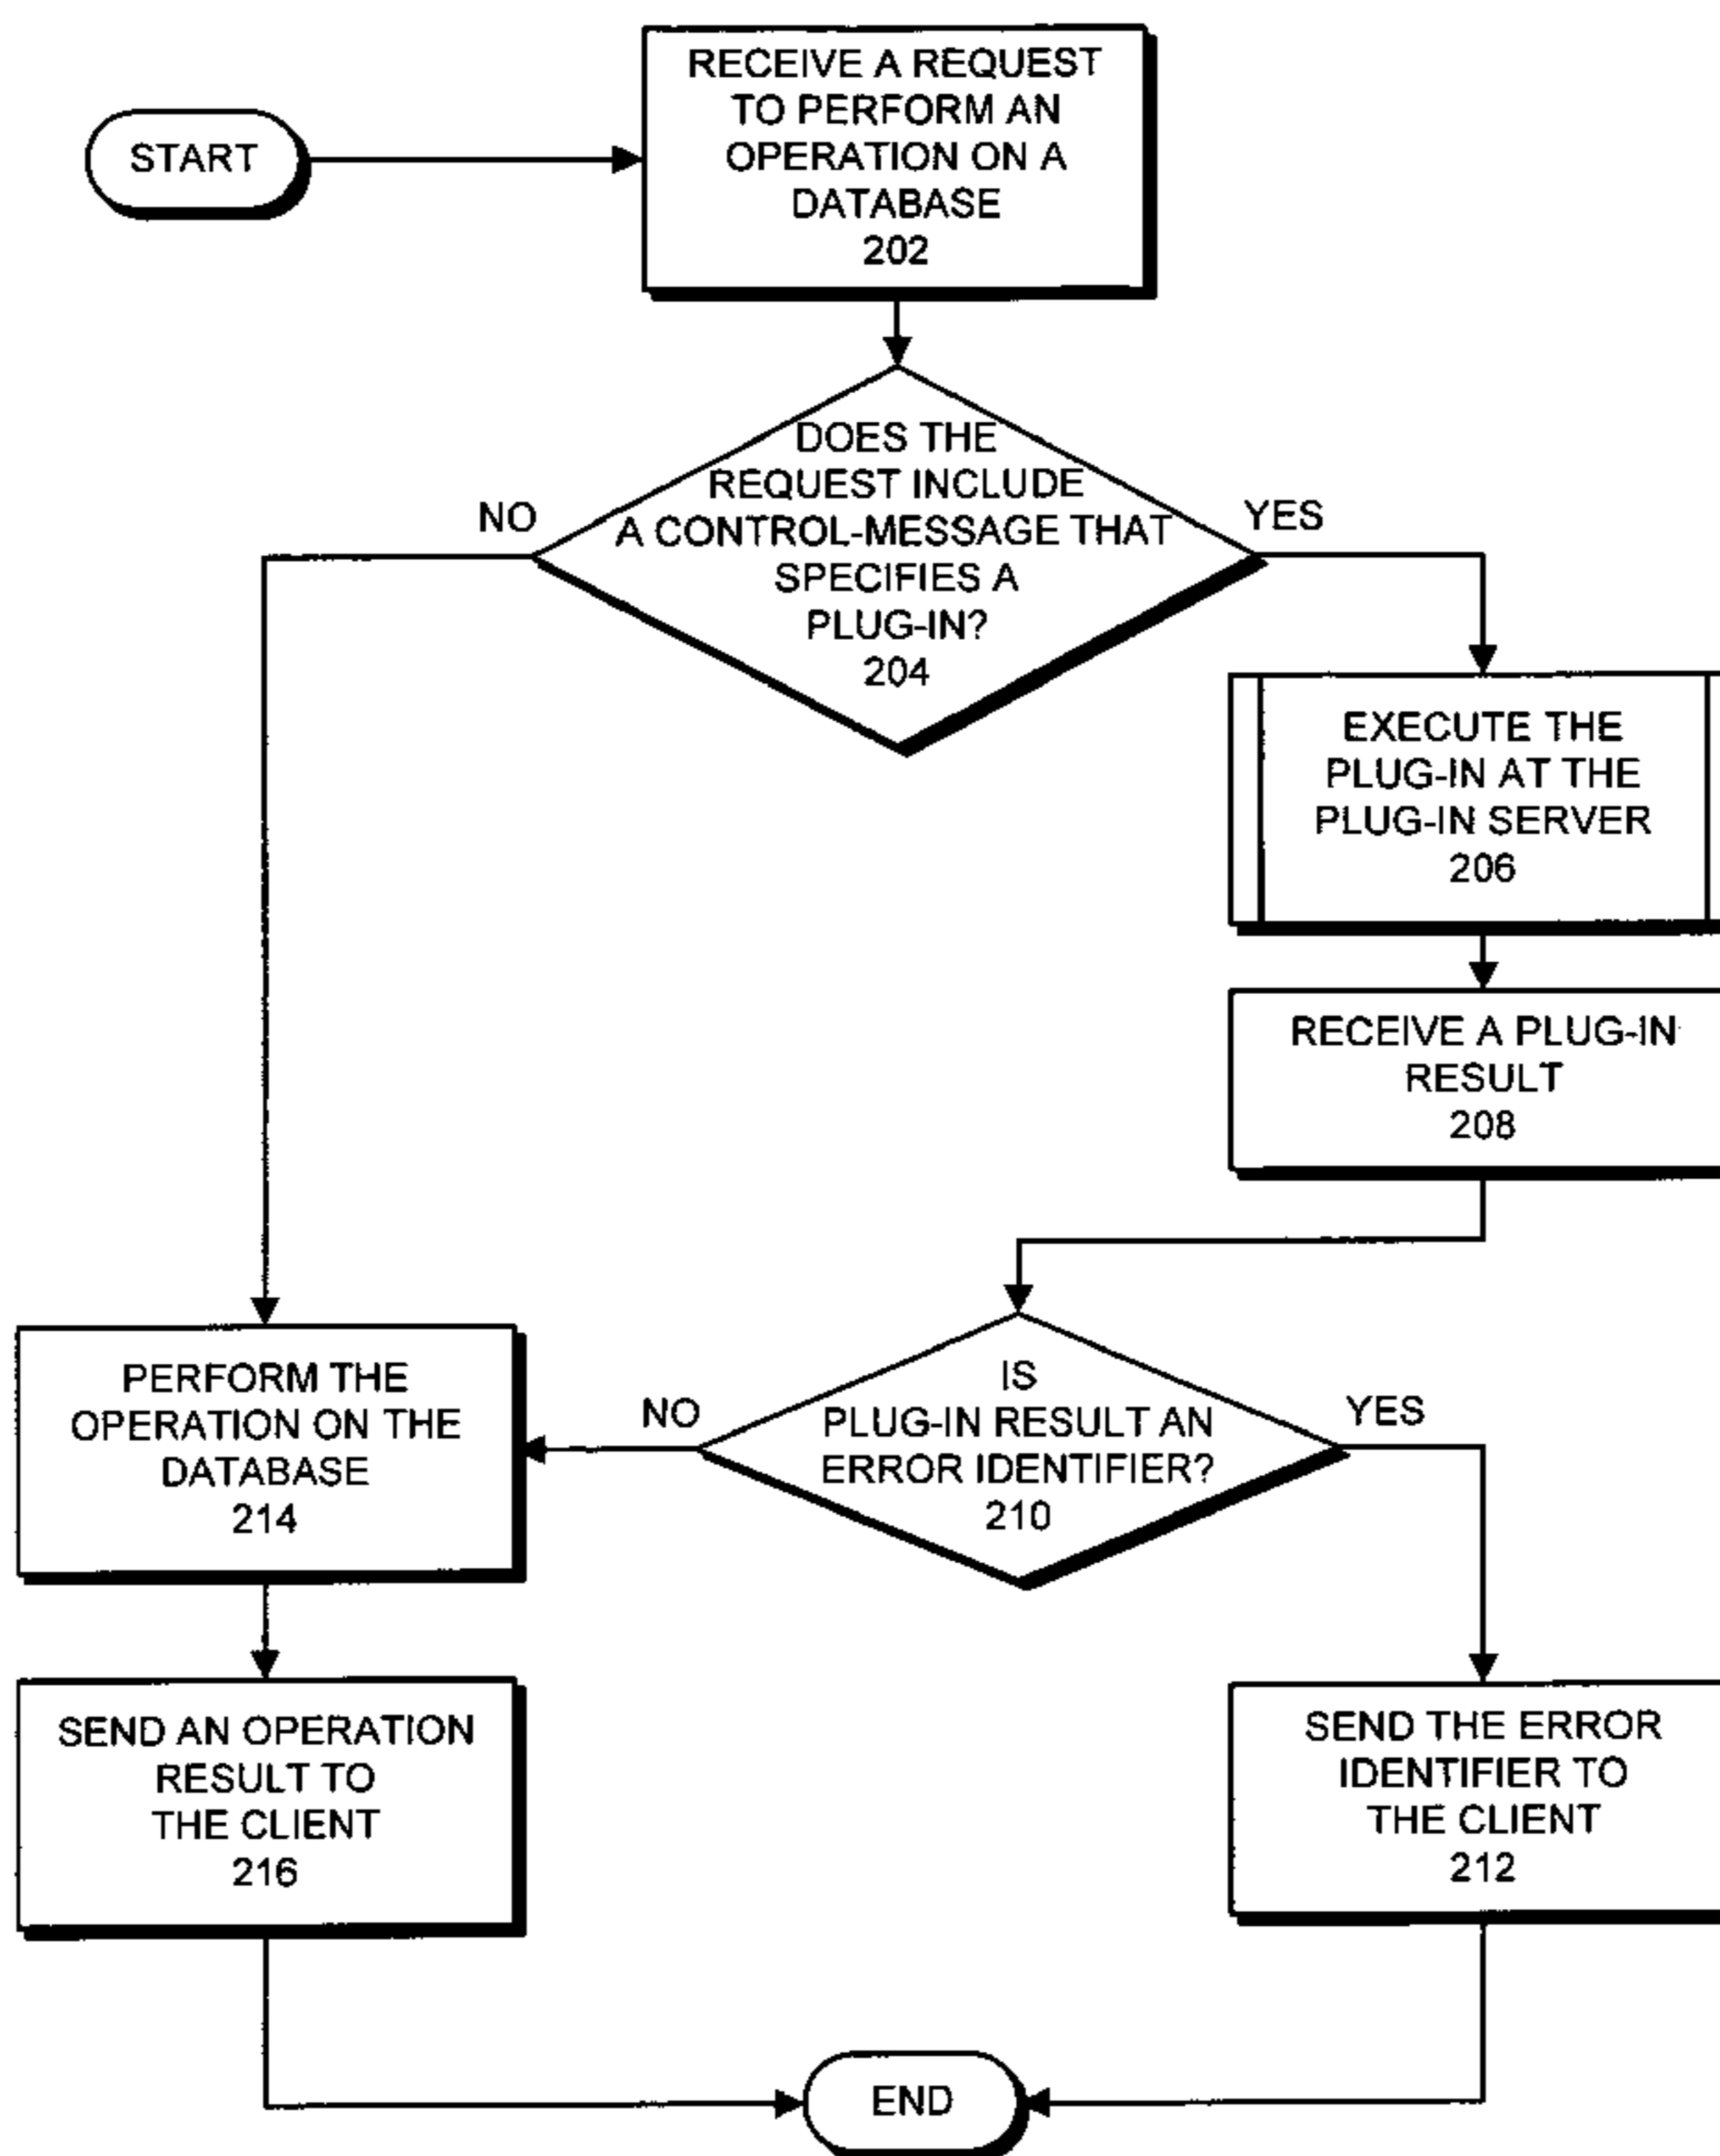 START
RECEIVE A REQUEST
TO PERFORM AN
OPERATION ON A
DATABASE
202
DOES THE
REQUEST INCLUDE
A CONTROL-MESSAGE THAT
SPECIFIES A
PLUG-IN?
204
NO
YES
EXECUTE THE
PLUG-IN AT THE
PLUG-IN SERVER
206
RECEIVE A PLUG-IN
RESULT
208
IS
PLUG-IN RESULT AN
ERROR IDENTIFIER?
210
NO
YES
PERFORM THE
OPERATION ON THE
DATABASE
214
SEND AN OPERATION
RESULT TO
THE CLIENT
216
SEND THE ERROR
IDENTIFIER TO
THE CLIENT
212
END